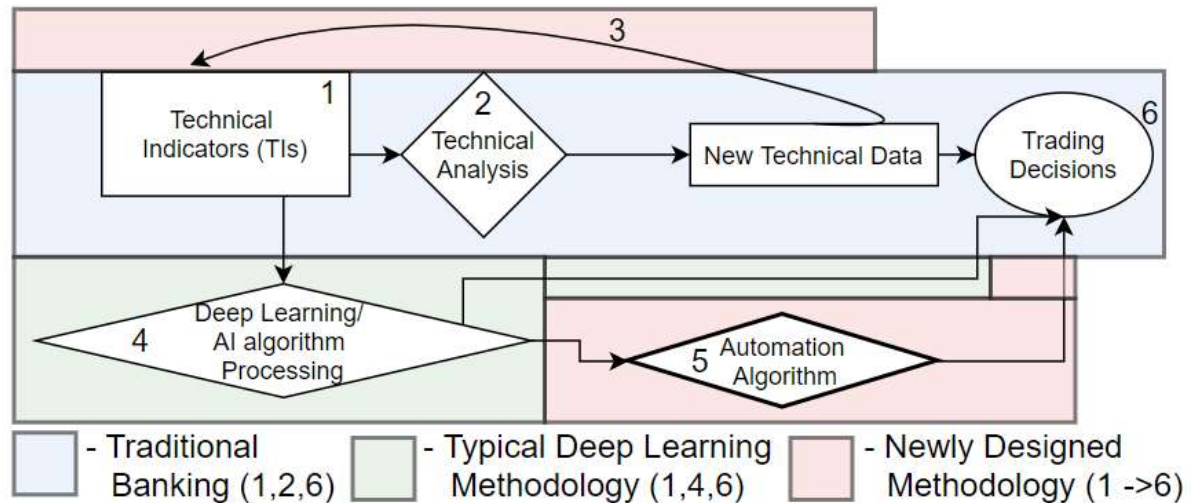 3
1
Technical
Indicators (TIs)
2
Technical
Analysis
New Technical Data
6
Trading
Decisions
4
Deep Learning/
AI algorithm
Processing
5
Automation
Algorithm
- Traditional
Banking (1,2,6)
- Typical Deep Learning
Methodology (1,4,6)
- Newly Designed
Methodology (1 ->6)